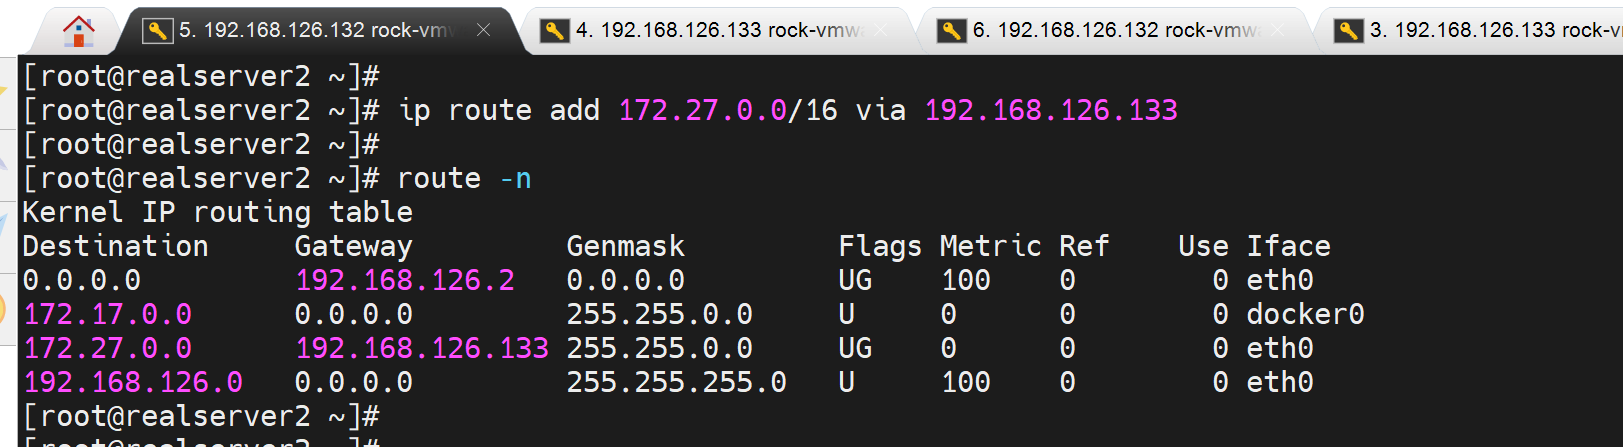 5. 192.168.126.132 rock-vmw
4. 192.168.126.133 rock-vmw
6. 192.168.126.132 rock-vmw
3. 192.168.126.133 rock-v
[root@realserver2 ~]#
[root@realserver2 ~]# ip route add 172.27.0.0/16 via 192.168.126.133
[root@realserver2 ~]#
[root@realserver2 ~]# route -n
Kernel IP routing table
Destination     Gateway         Genmask         Flags Metric Ref    Use Iface
0.0.0.0         192.168.126.2   0.0.0.0         UG    100    0        0 eth0
172.17.0.0      0.0.0.0         255.255.0.0     U     0      0        0 docker0
172.27.0.0      192.168.126.133 255.255.0.0     UG    0      0        0 eth0
192.168.126.0   0.0.0.0         255.255.255.0   U     100    0        0 eth0
[root@realserver2 ~]#
[root@realserver2 ~]#